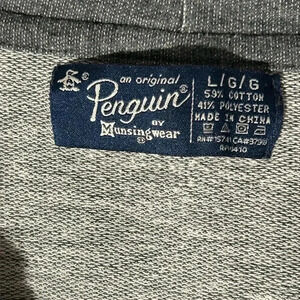 an original
Penguin®
BY
Munsingwear
®
L/G/G
59% COTTON
41% POLYESTER
MADE IN CHINA